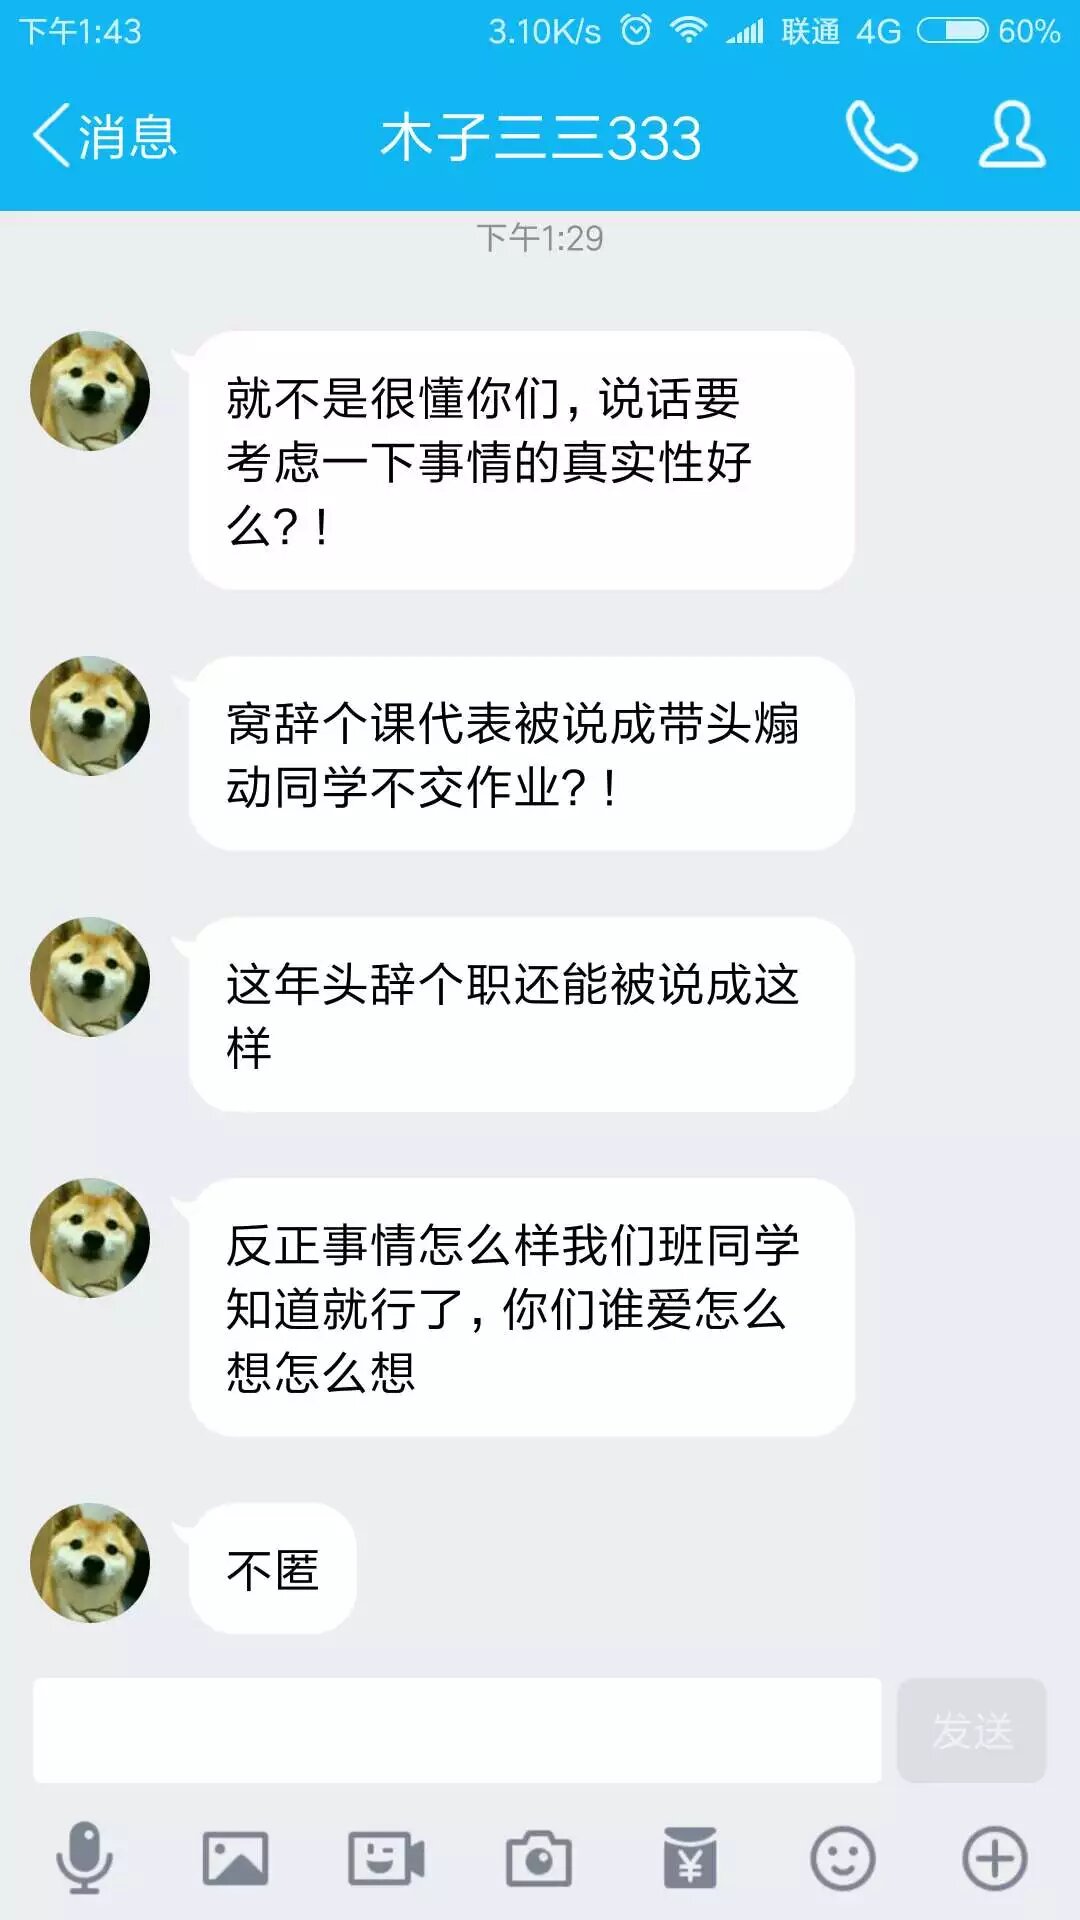 下午1:43 3.10K/s 联通 4G 60%
消息 木子三三333
下午1:29
就不是很懂你们，说话要
考虑一下事情的真实性好
么？！
窝辞个课代表被说成带头煽
动同学不交作业？！
这年头辞个职还能被说成这
样
反正事情怎么样我们班同学
知道就行了，你们谁爱怎么
想怎么想
不匿
发送
¥